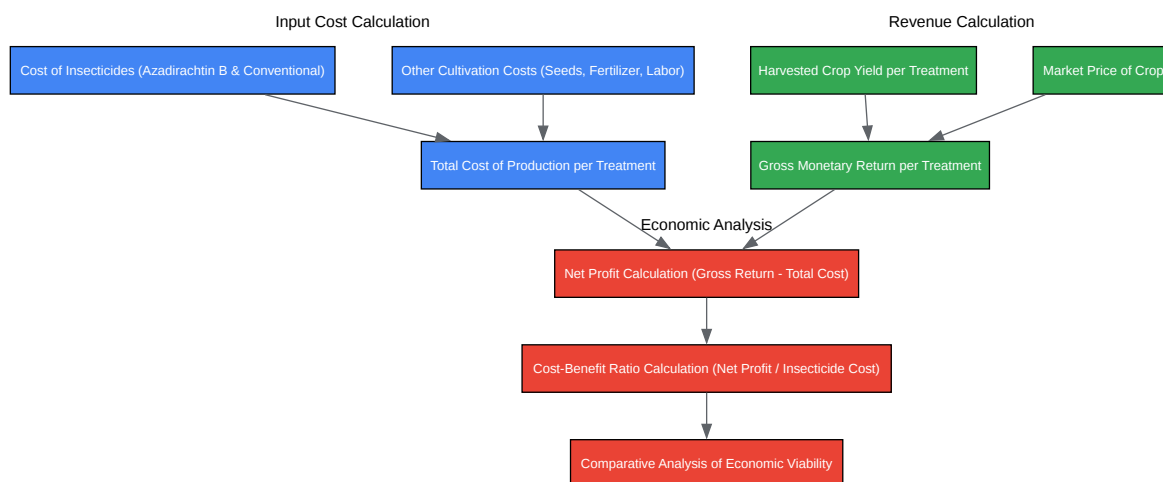 Input Cost Calculation
Revenue Calculation
Cost of Insecticides (Azadirachtin B & Conventional)
Other Cultivation Costs (Seeds, Fertilizer, Labor)
Harvested Crop Yield per Treatment
Market Price of Crop
Total Cost of Production per Treatment
Gross Monetary Return per Treatment
Economic Analysis
Net Profit Calculation (Gross Return - Total Cost)
Cost-Benefit Ratio Calculation (Net Profit / Insecticide Cost)
Comparative Analysis of Economic Viability